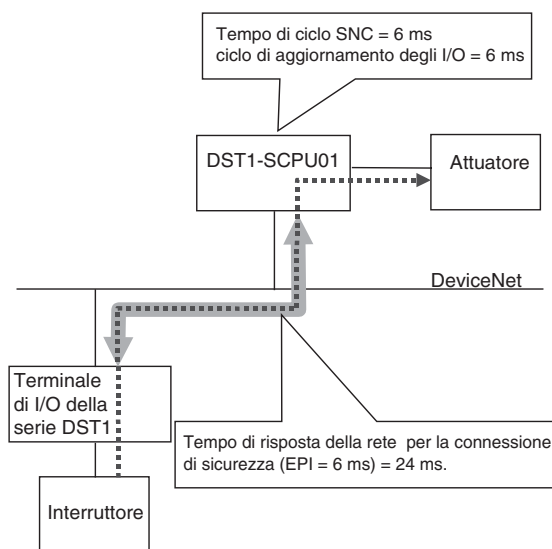 Tempo di ciclo SNC = 6 ms
ciclo di aggiornamento degli I/O = 6 ms
DST1-SCPU01
Attuatore
DeviceNet
Terminale
di I/O della
serie DST1
Tempo di risposta della rete per la connessione
di sicurezza (EPI = 6 ms) = 24 ms.
Interruttore